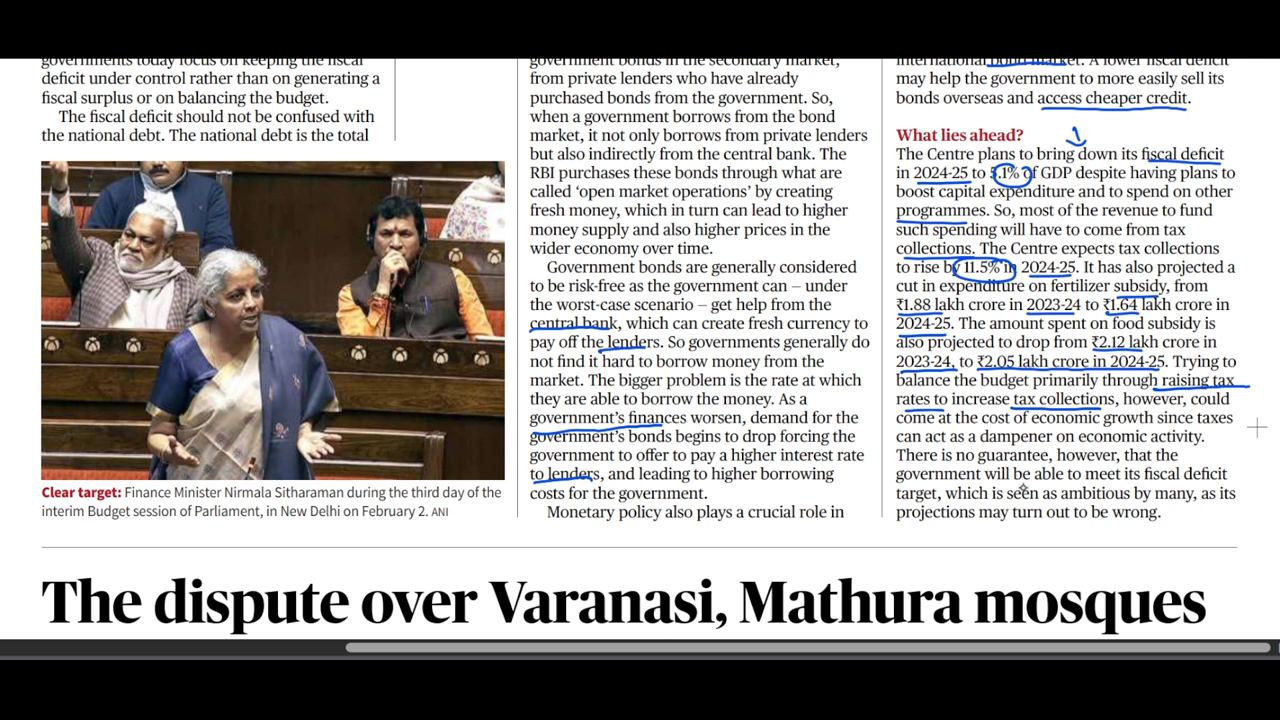 governments today focus on keeping the fiscal
deficit under control rather than on generating a
fiscal surplus or on balancing the budget.
The fiscal deficit should not be confused with
the national debt. The national debt is the total
Clear target: Finance Minister Nirmala Sitharaman during the third day of the
interim Budget session of Parliament, in New Delhi on February 2. ANI
government bonds in the secondary market,
from private lenders who have already
purchased bonds from the government. So,
when a government borrows from the bond
market, it not only borrows from private lenders
but also indirectly from the central bank. The
RBI purchases these bonds through what are
called ‘open market operations’ by creating
fresh money, which in turn can lead to higher
money supply and also higher prices in the
wider economy over time.
Government bonds are generally considered
to be risk-free as the government can – under
the worst-case scenario – get help from the
central bank, which can create fresh currency to
pay off the lenders. So governments generally do
not find it hard to borrow money from the
market. The bigger problem is the rate at which
they are able to borrow the money. As a
government’s finances worsen, demand for the
government’s bonds begins to drop forcing the
government to offer to pay a higher interest rate
to lenders, and leading to higher borrowing
costs for the government.
Monetary policy also plays a crucial role in
international bond market. A lower fiscal deficit
may help the government to more easily sell its
bonds overseas and access cheaper credit.
What lies ahead?
The Centre plans to bring down its fiscal deficit
in 2024-25 to 5.1% of GDP despite having plans to
boost capital expenditure and to spend on other
programmes. So, most of the revenue to fund
such spending will have to come from tax
collections. The Centre expects tax collections
to rise by 11.5% in 2024-25. It has also projected a
cut in expenditure on fertilizer subsidy, from
₹1.88 lakh crore in 2023-24 to ₹1.64 lakh crore in
2024-25. The amount spent on food subsidy is
also projected to drop from ₹2.12 lakh crore in
2023-24, to ₹2.05 lakh crore in 2024-25. Trying to
balance the budget primarily through raising tax
rates to increase tax collections, however, could
come at the cost of economic growth since taxes
can act as a dampener on economic activity.
There is no guarantee, however, that the
government will be able to meet its fiscal deficit
target, which is seen as ambitious by many, as its
projections may turn out to be wrong.
The dispute over Varanasi, Mathura mosques